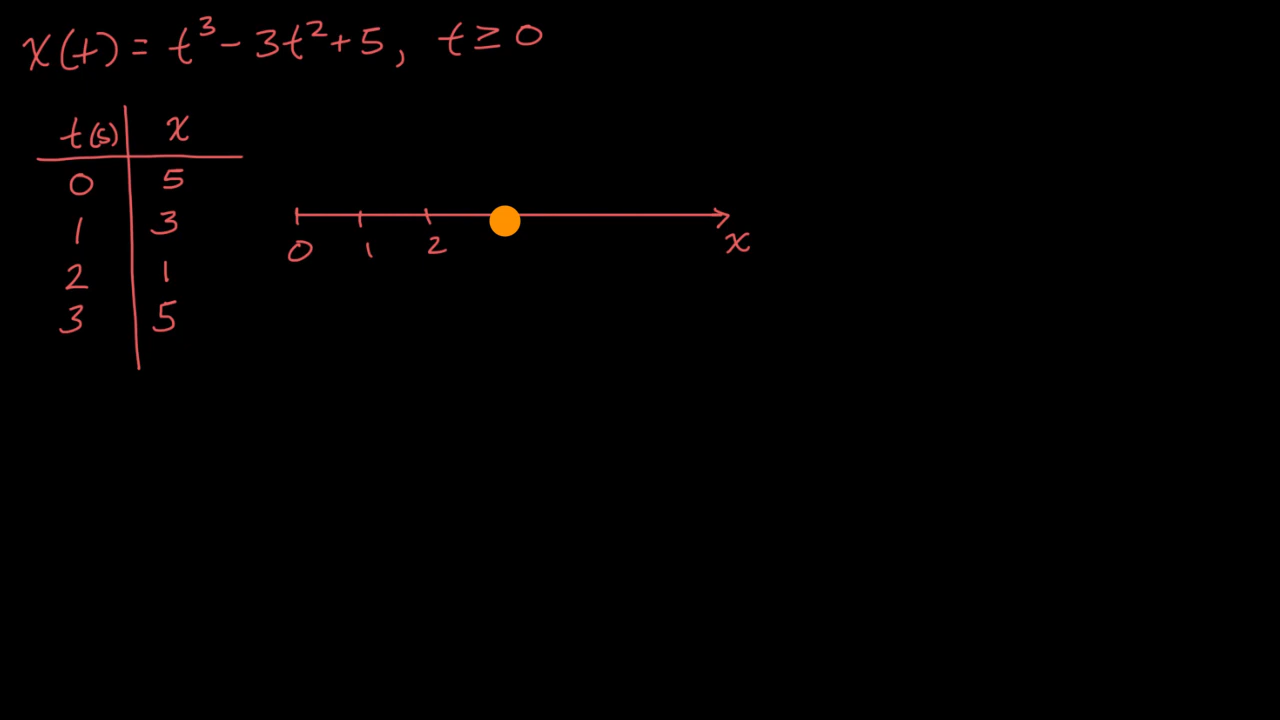 x(t) = t³ - 3t² + 5, t ≥ 0
t(s) x
0 5
1 3
2 1
3 5
0 1 2 x